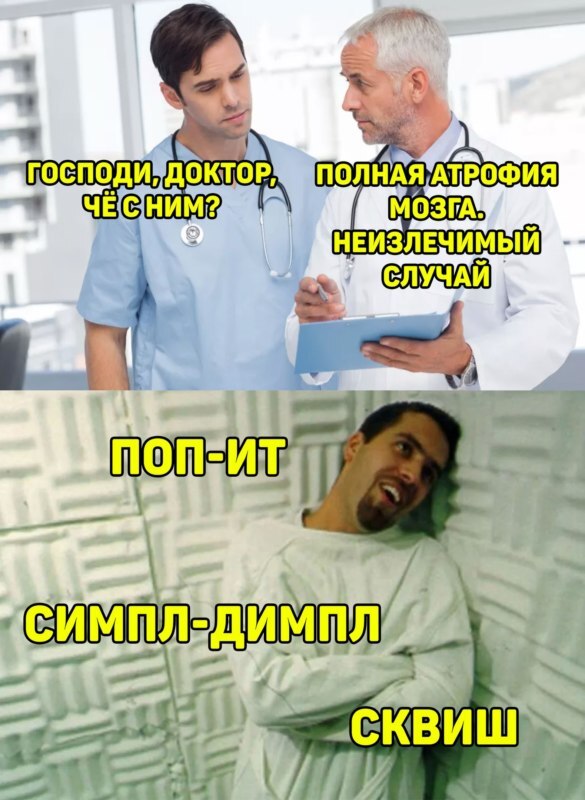 ГОСПОДИ, ДОКТОР,
ЧЁ С НИМ?
ПОЛНАЯ АТРОФИЯ
МОЗГА.
НЕИЗЛЕЧИМЫЙ
СЛУЧАЙ
ПОП-ИТ
СИМПЛ-ДИМПЛ
СКВИШ